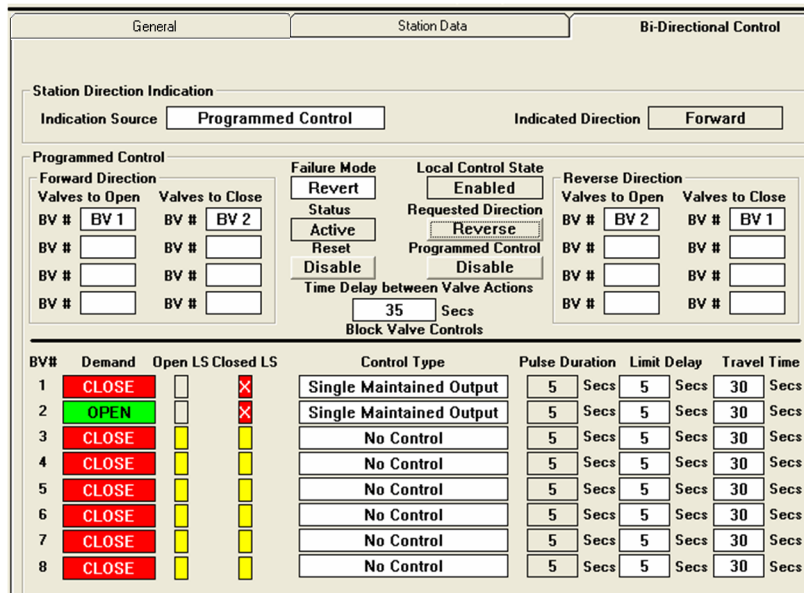 General Station Data Bi-Directional Control
Station Direction Indication
Indication Source Programmed Control Indicated Direction Forward
Programmed Control
Forward Direction
Valves to Open Valves to Close
BV # BV 1 BV # BV 2
BV # BV #
BV # BV #
BV # BV #
Failure Mode Local Control State
Revert Enabled
Status Requested Direction
Active Reverse
Reset Programmed Control
Disable Disable
Time Delay between Valve Actions
35 Secs
Reverse Direction
Valves to Open Valves to Close
BV # BV 2 BV # BV 1
BV # BV #
BV # BV #
BV # BV #
Block Valve Controls
BV# Demand Open LS Closed LS Control Type Pulse Duration Limit Delay Travel Time
1 CLOSE X Single Maintained Output 5 Secs 5 Secs 30 Secs
2 OPEN X Single Maintained Output 5 Secs 5 Secs 30 Secs
3 CLOSE No Control 5 Secs 5 Secs 30 Secs
4 CLOSE No Control 5 Secs 5 Secs 30 Secs
5 CLOSE No Control 5 Secs 5 Secs 30 Secs
6 CLOSE No Control 5 Secs 5 Secs 30 Secs
7 CLOSE No Control 5 Secs 5 Secs 30 Secs
8 CLOSE No Control 5 Secs 5 Secs 30 Secs